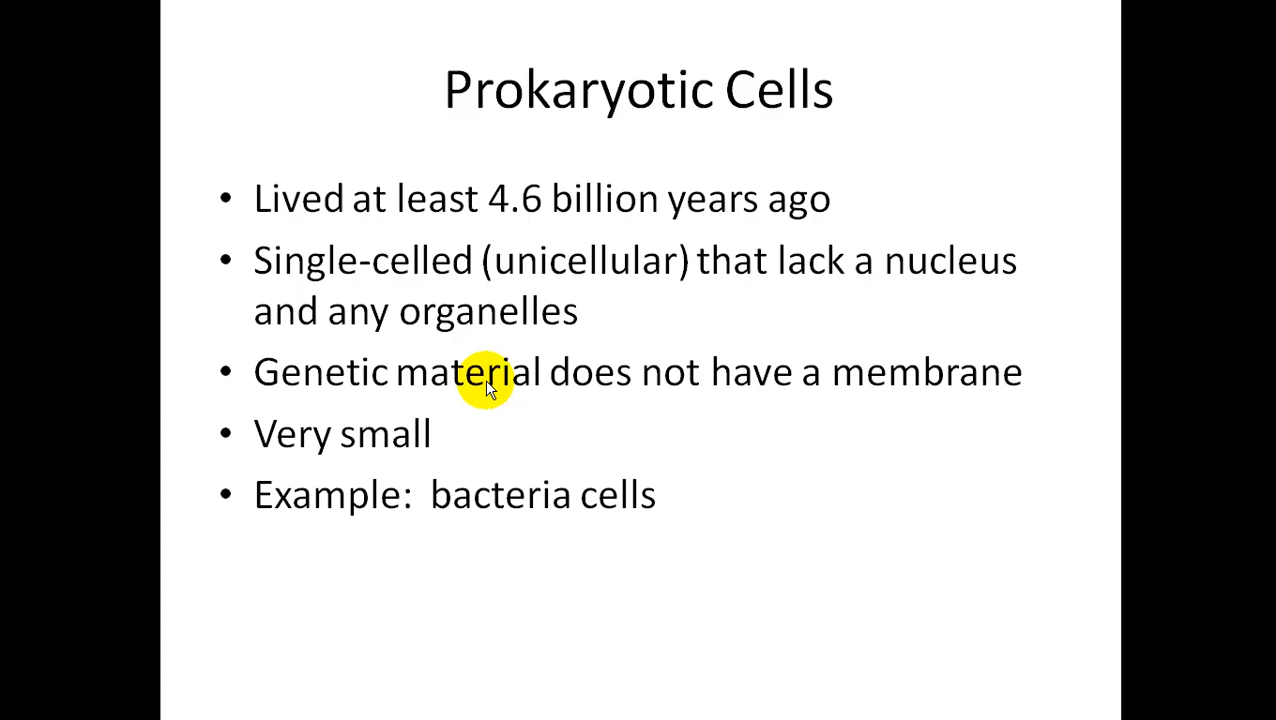 Prokaryotic Cells
• Lived at least 4.6 billion years ago
• Single-celled (unicellular) that lack a nucleus
and any organelles
• Genetic material does not have a membrane
• Very small
• Example:  bacteria cells